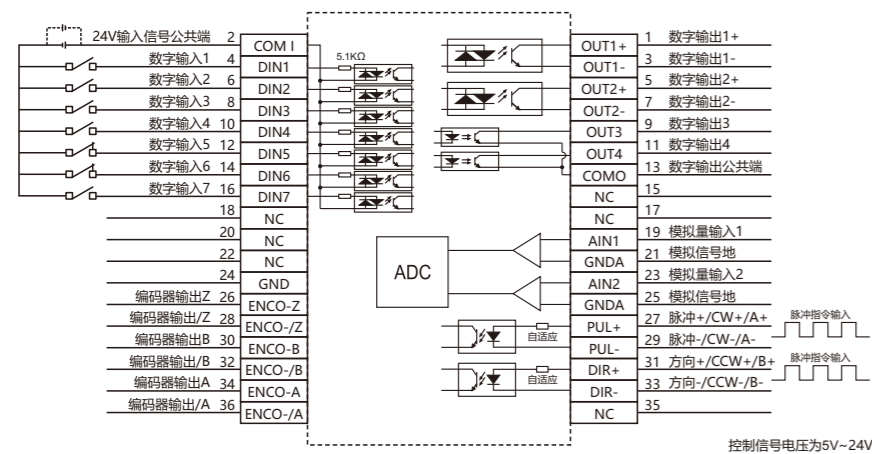 24V输入信号公共端 2 COM I
数字输入1 4 DIN1
数字输入2 6 DIN2
数字输入3 8 DIN3
数字输入4 10 DIN4
数字输入5 12 DIN5
数字输入6 14 DIN6
数字输入7 16 DIN7
18 NC
20 NC
22 NC
24 GND
编码器输出Z 26 ENCO-Z
编码器输出/Z 28 ENCO-/Z
编码器输出B 30 ENCO-B
编码器输出/B 32 ENCO-/B
编码器输出A 34 ENCO-A
编码器输出/A 36 ENCO-/A
5.1KΩ
ADC
自适应
自适应
OUT1+ 1 数字输出1+
OUT1- 3 数字输出1-
OUT2+ 5 数字输出2+
OUT2- 7 数字输出2-
OUT3 9 数字输出3
OUT4 11 数字输出4
COMO 13 数字输出公共端
NC 15
NC 17
AIN1 19 模拟量输入1
GNDA 21 模拟信号地
AIN2 23 模拟量输入2
GNDA 25 模拟信号地
PUL+ 27 脉冲+/CW+/A+ 脉冲指令输入
PUL- 29 脉冲-/CW-/A-
DIR+ 31 方向+/CCW+/B+ 脉冲指令输入
DIR- 33 方向-/CCW-/B-
NC 35
控制信号电压为5V~24V